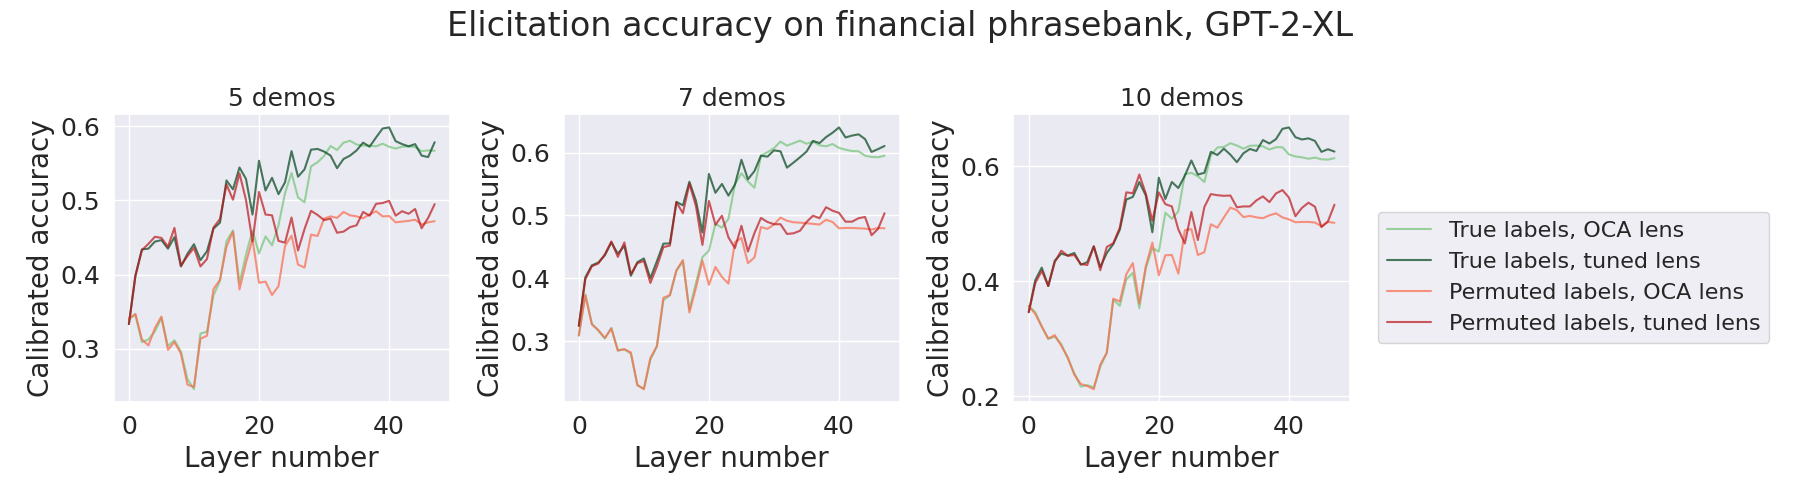 Elicitation accuracy on financial phrasebank, GPT-2-XL
5 demos
Calibrated accuracy
0.6
0.5
0.4
0.3
0
20
40
Layer number
7 demos
Calibrated accuracy
0.6
0.5
0.4
0.3
0
20
40
Layer number
10 demos
Calibrated accuracy
0.6
0.4
0.2
0
20
40
Layer number
True labels, OCA lens
True labels, tuned lens
Permuted labels, OCA lens
Permuted labels, tuned lens